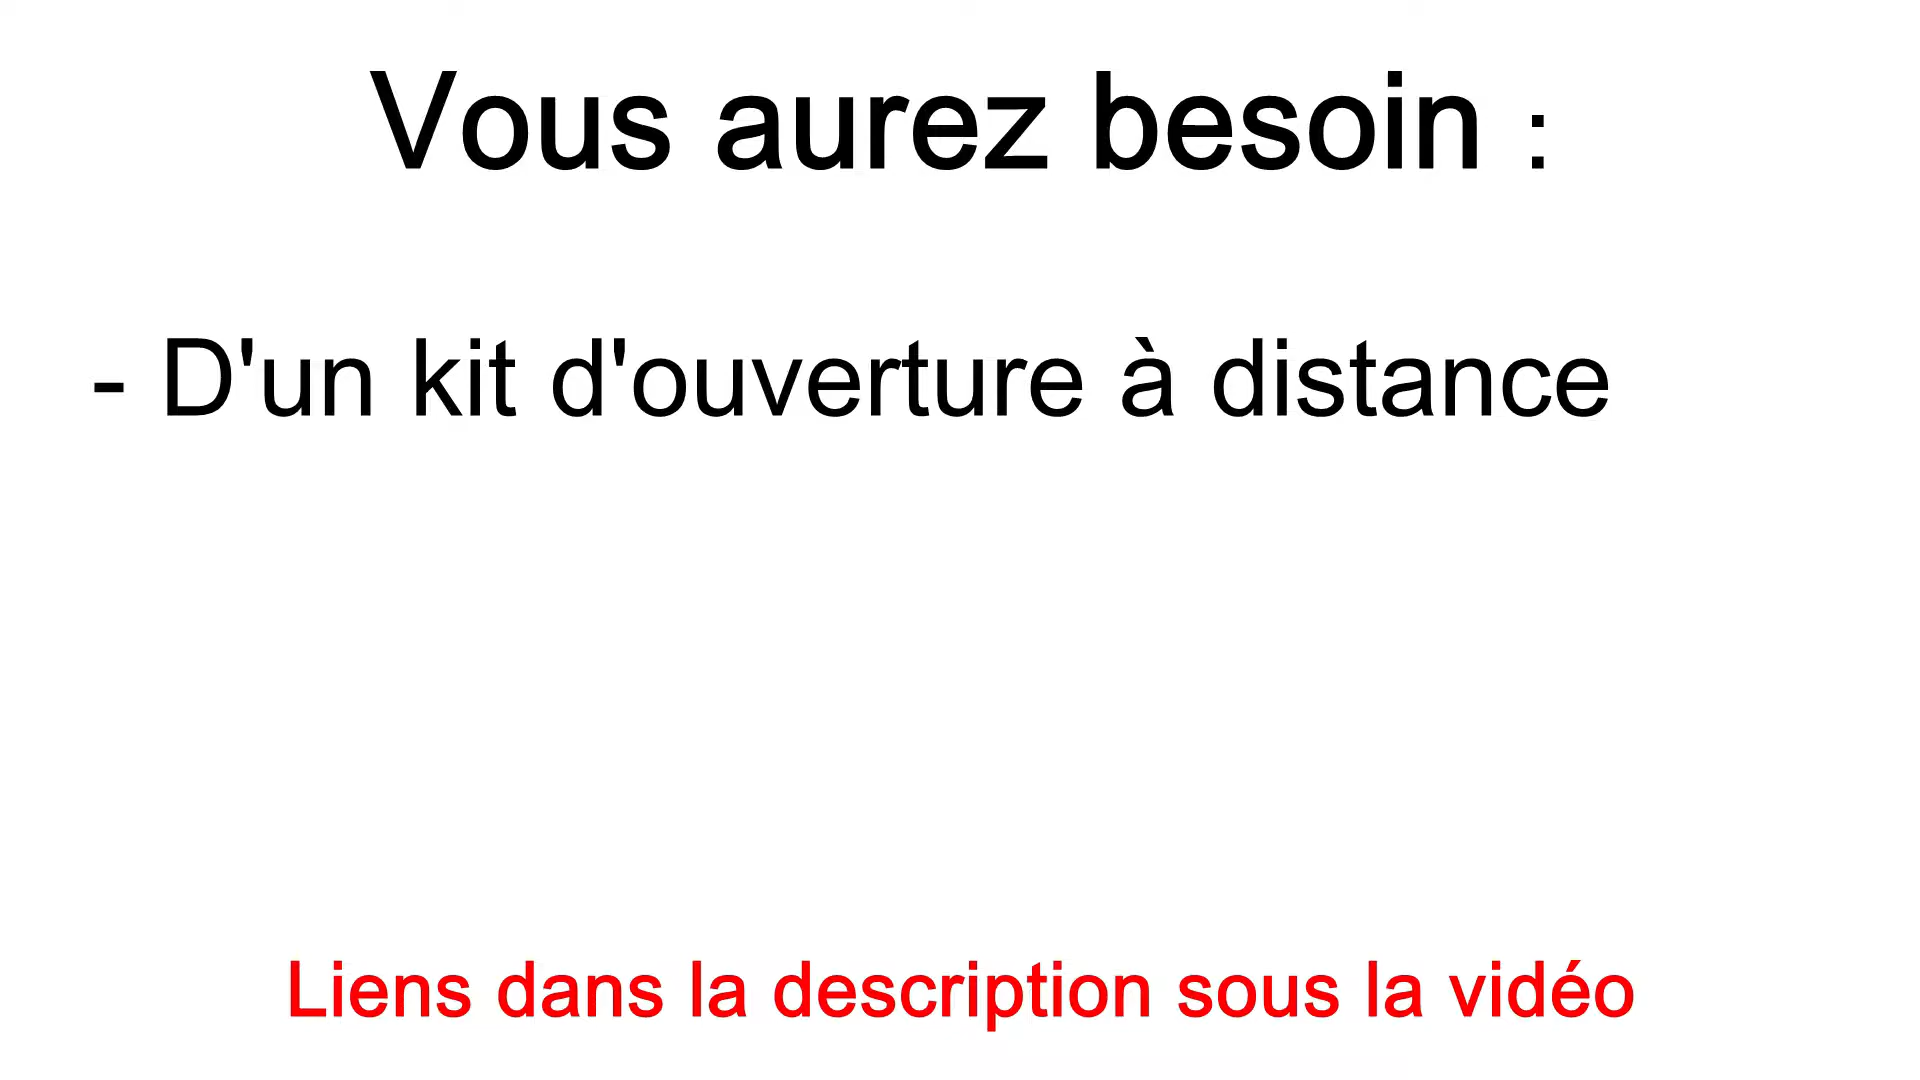 Vous aurez besoin :
- D'un kit d'ouverture à distance
Liens dans la description sous la vidéo